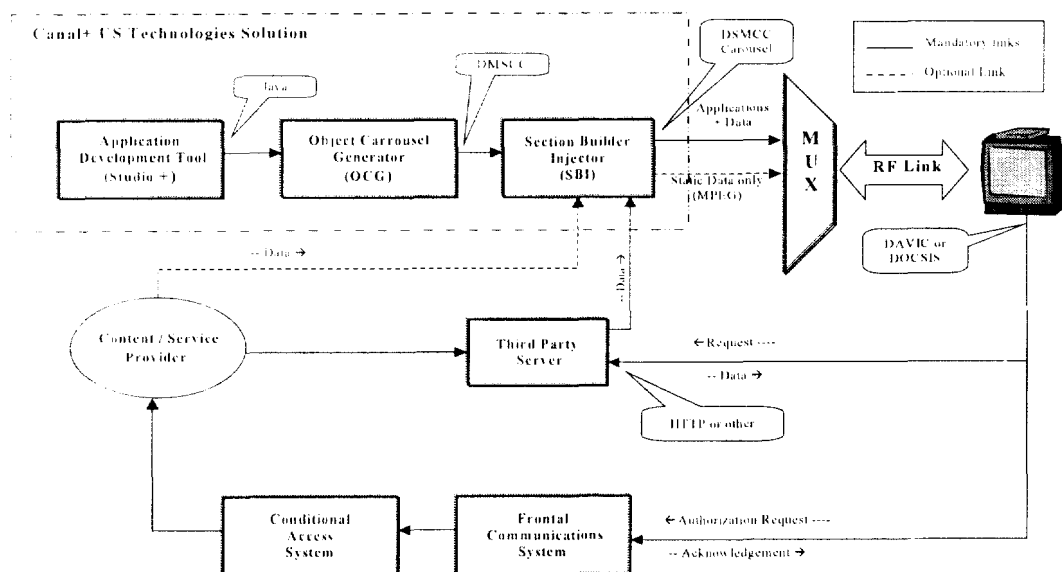 Canal+ US Technologies Solution
DSMCC
Carousel
Mandatory links
Optional Link
DMSCC
Java
Applications
+ Data
Application
Development Tool
(Studio +)
Object Carrousel
Generator
(OCG)
Section Builder
Injector
(SBI)
M
U
X
RF Link
Static Data only
(MPEG)
DAVIC or
DOCSIS
-- Data →
-- Data →
Content / Service
Provider
Third Party
Server
← Request ----
-- Data →
HTTP or other
Conditional
Access
System
Frontal
Communications
System
← Authorization Request ----
-- Acknowledgement →